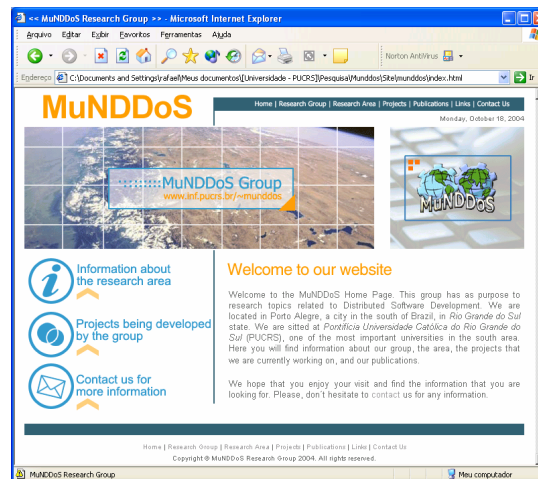 << MuNDDoS Research Group >> - Microsoft Internet Explorer
Arquivo Editar Exibir Favoritos Ferramentas Ajuda
Norton AntiVirus
Endereço C:\Documents and Settings\rafael\Meus documentos\[Universidade - PUCRS]\Pesquisa\Munddos\Site\munddos\index.html Ir
MuNDDoS
Home | Research Group | Research Area | Projects | Publications | Links | Contact Us
Monday, October 18, 2004
MuNDDoS Group
www.inf.pucrs.br/~munddos
MuNDDoS
Information about
the research area
Projects being developed
by the group
Contact us for
more information
Welcome to our website
Welcome to the MuNDDoS Home Page. This group has as purpose to
research topics related to Distributed Software Development. We are
located in Porto Alegre, a city in the south of Brazil, in Rio Grande do Sul
state. We are sitted at Pontifícia Universidade Católica do Rio Grande do
Sul (PUCRS), one of the most important universities in the south area.
Here you will find information about our group, the area, the projects that
we are currently working on, and our publications.
We hope that you enjoy your visit and find the information that you are
looking for. Please, don´t hesitate to contact us for any information.
Home | Research Group | Research Area | Projects | Publications | Links | Contact Us
Copyright © MuNDDoS Research Group 2004. All rights reserved.
MuNDDoS Research Group
Meu computador